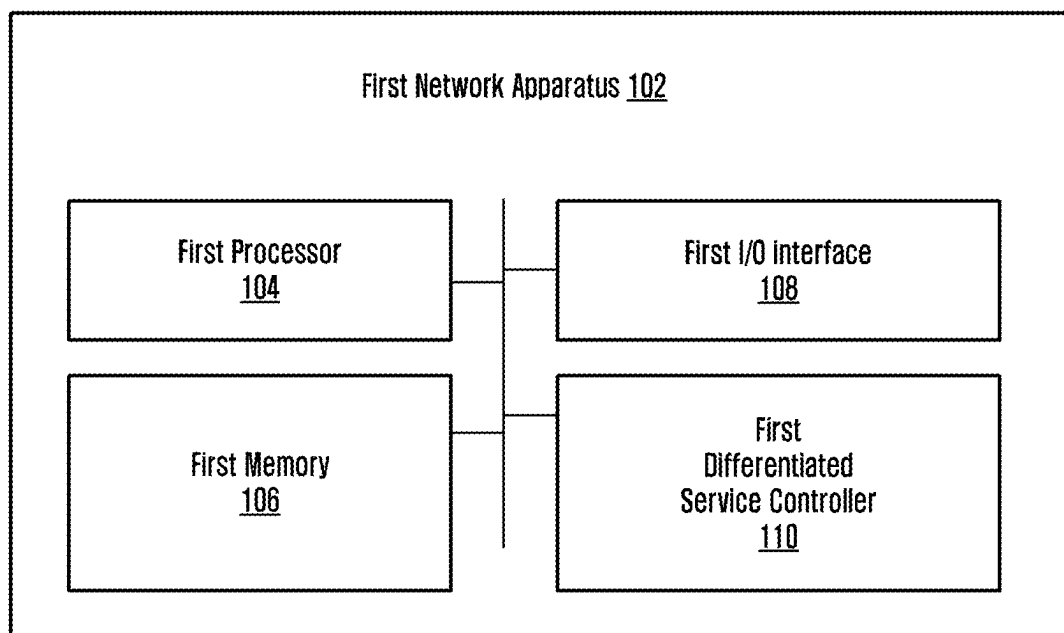 First Network Apparatus 102
First Processor
104
First I/O Interface
108
First Memory
106
First
Differentiated
Service Controller
110